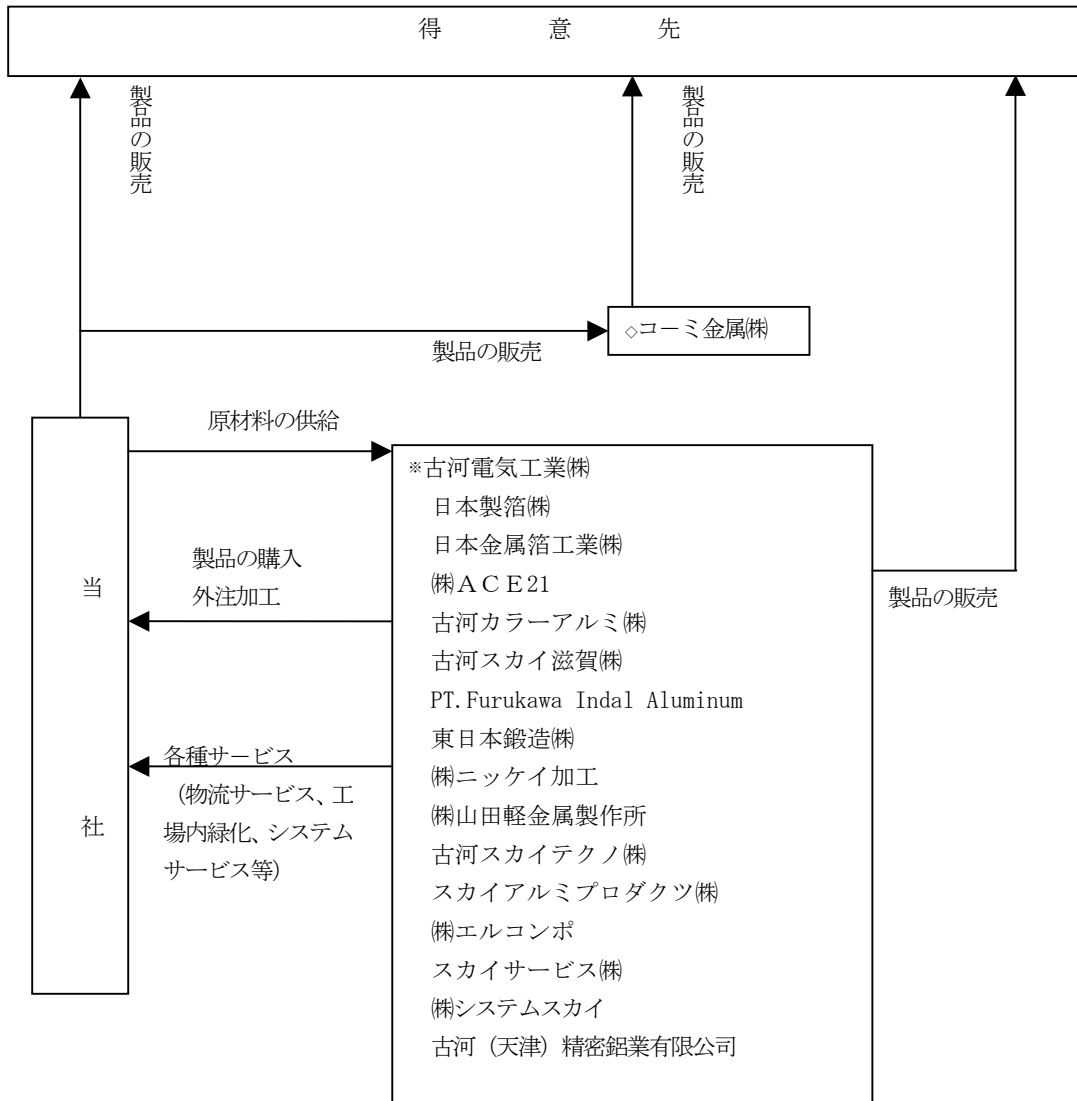 得意先
製品の販売
製品の販売
◇コーミ金属㈱
製品の販売
原材料の供給
当社
製品の購入
外注加工
各種サービス
（物流サービス、工
場内緑化、システム
サービス等）
※古河電気工業㈱
日本製箔㈱
日本金属箔工業㈱
㈱ＡＣＥ21
古河カラーアルミ㈱
古河スカイ滋賀㈱
PT.Furukawa Indal Aluminum
東日本鍛造㈱
㈱ニッケイ加工
㈱山田軽金属製作所
古河スカイテクノ㈱
スカイアルミプロダクツ㈱
㈱エルコンポ
スカイサービス㈱
㈱システムスカイ
古河（天津）精密鋁業有限公司
製品の販売